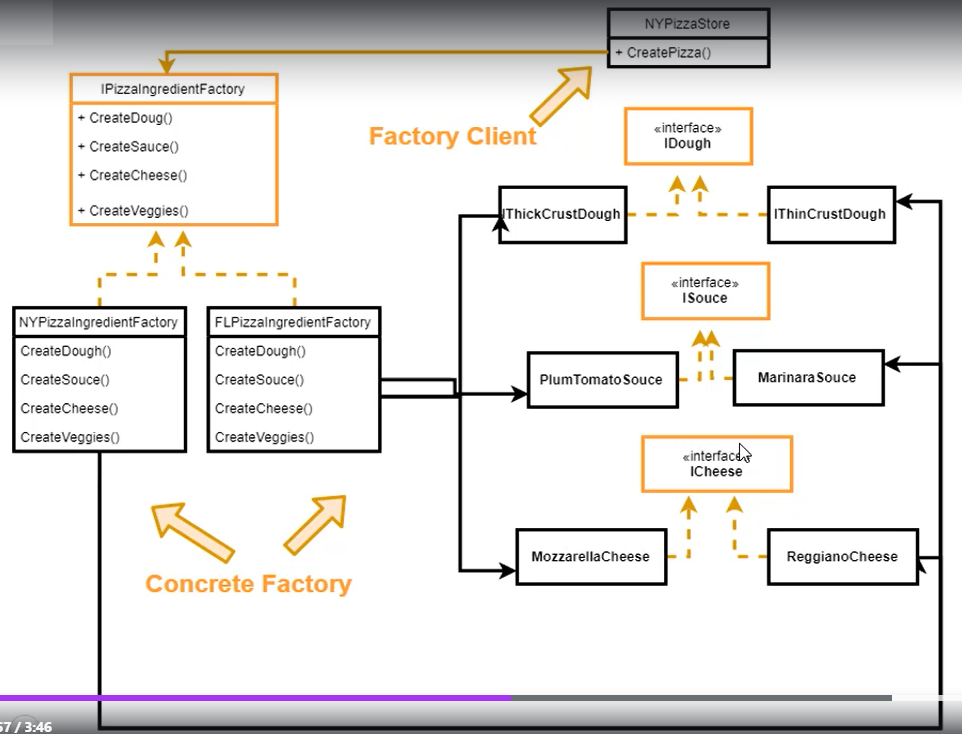 NYPizzaStore
+ CreatePizza()
IPizzaIngredientFactory
+ CreateDoug()
+ CreateSauce()
+ CreateCheese()
+ CreateVeggies()
Factory Client
«interface»
IDough
IThickCrustDough
IThinCrustDough
«interface»
ISouce
NYPizzaIngredientFactory
CreateDough()
CreateSouce()
CreateCheese()
CreateVeggies()
FLPizzaIngredientFactory
CreateDough()
CreateSouce()
CreateCheese()
CreateVeggies()
PlumTomatoSouce
MarinaraSouce
«interface»
ICheese
MozzarellaCheese
ReggianoCheese
Concrete Factory
57 / 3:46